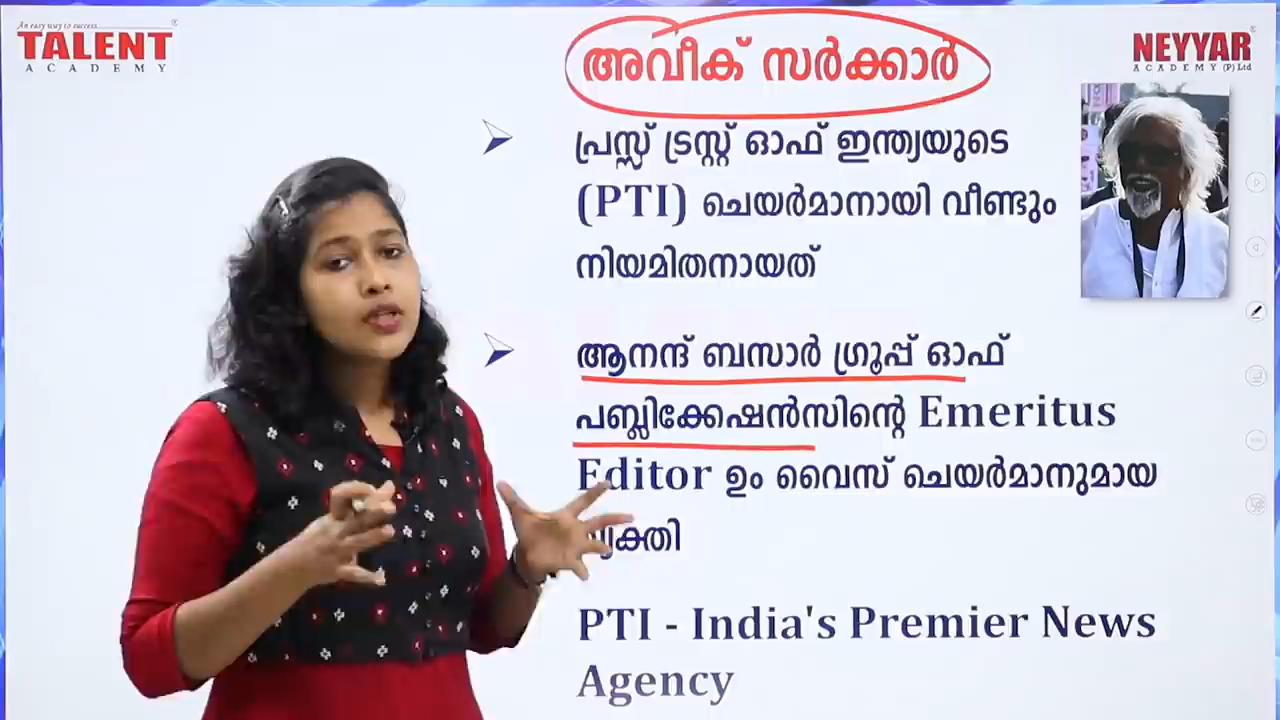 An easy way to success......
TALENT
ACADEMY
NEYYAR
ACADEMY (P) Ltd
അവീക് സർക്കാർ
പ്രസ്സ് ട്രസ്റ്റ് ഓഫ് ഇന്ത്യയുടെ
(PTI) ചെയർമാനായി വീണ്ടും
നിയമിതനായത്
ആനന്ദ് ബസാർ ഗ്രൂപ്പ് ഓഫ്
പബ്ലിക്കേഷൻസിന്റെ Emeritus
Editor ഉം വൈസ് ചെയർമാനുമായ
PTI - India's Premier News
Agency